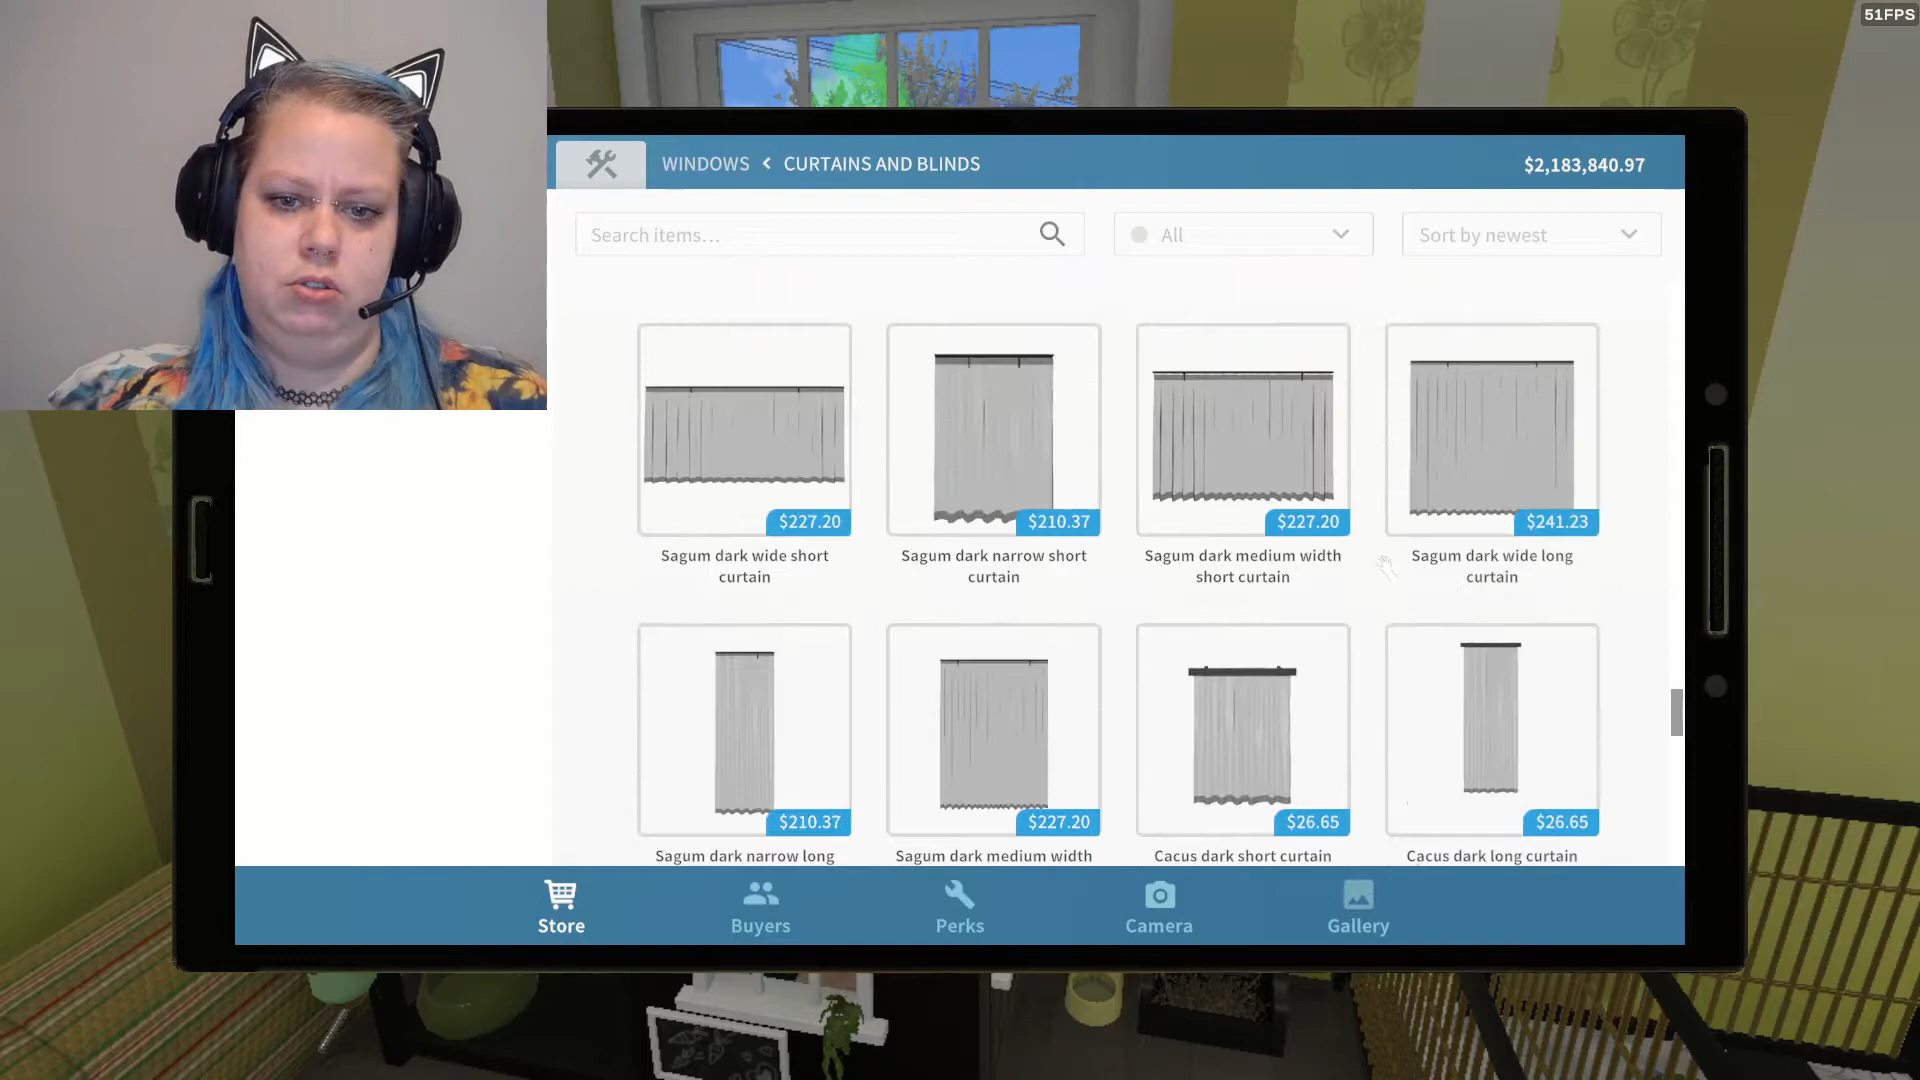 51FPS
WINDOWS < CURTAINS AND BLINDS
$2,183,840.97
Search items...
All
Sort by newest
$227.20
$210.37
$227.20
$241.23
Sagum dark wide short
curtain
Sagum dark narrow short
curtain
Sagum dark medium width
short curtain
Sagum dark wide long
curtain
$210.37
$227.20
$26.65
$26.65
Sagum dark narrow long
Sagum dark medium width
Cacus dark short curtain
Cacus dark long curtain
Store
Buyers
Perks
Camera
Gallery